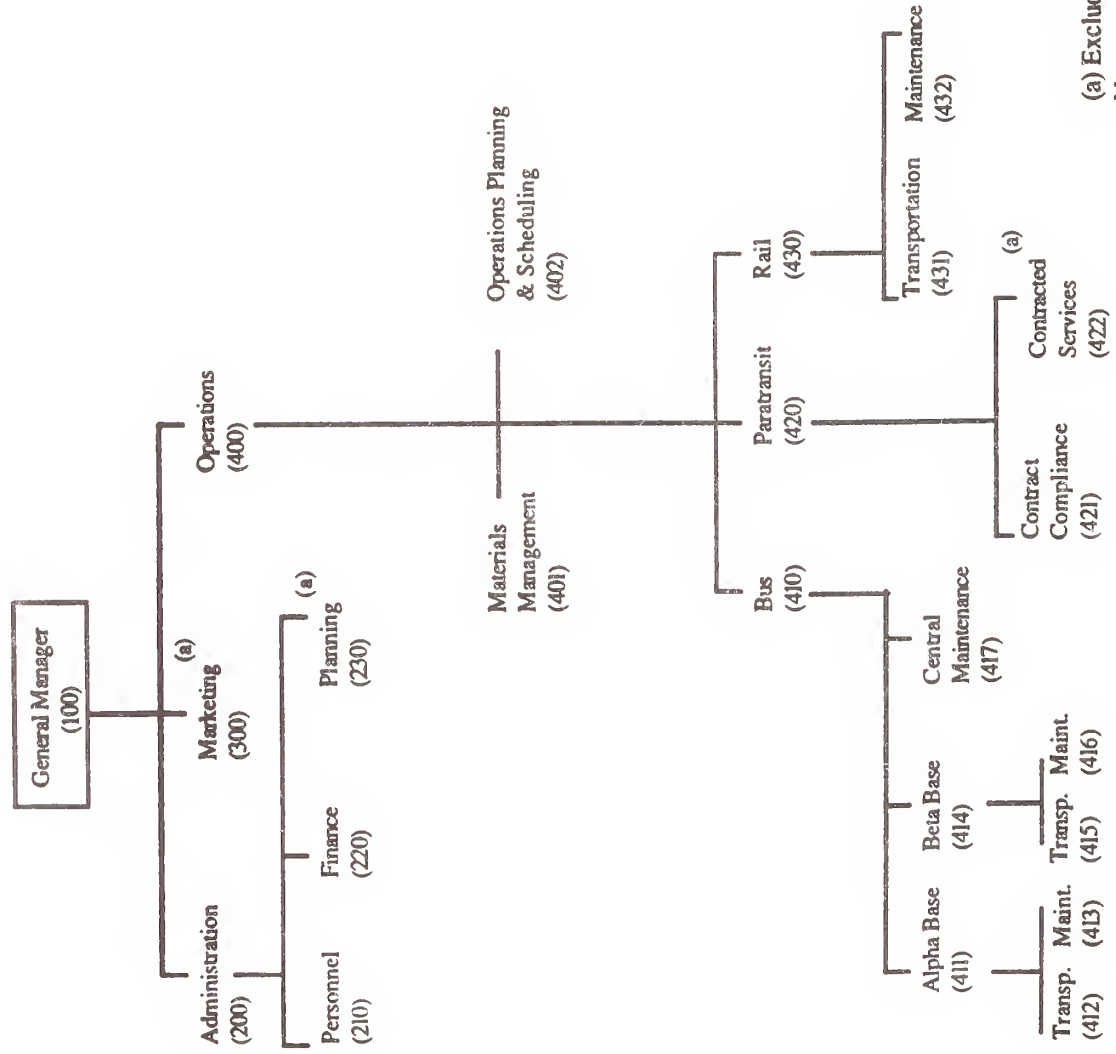 General Manager
(100)
Administration
(200)
Marketing
(300)
(a)
Operations
(400)
Personnel
(210)
Finance
(220)
Planning
(230)
(a)
Materials
Management
(401)
Operations Planning
& Scheduling
(402)
Bus
(410)
Paratransit
(420)
Rail
(430)
Alpha Base
(411)
Beta Base
(414)
Central
Maintenance
(417)
Contract
Compliance
(421)
Contracted
Services
(422)
(a)
Transportation
(431)
Maintenance
(432)
Transp.
(412)
Maint.
(413)
Transp.
(415)
Maint.
(416)
(a)